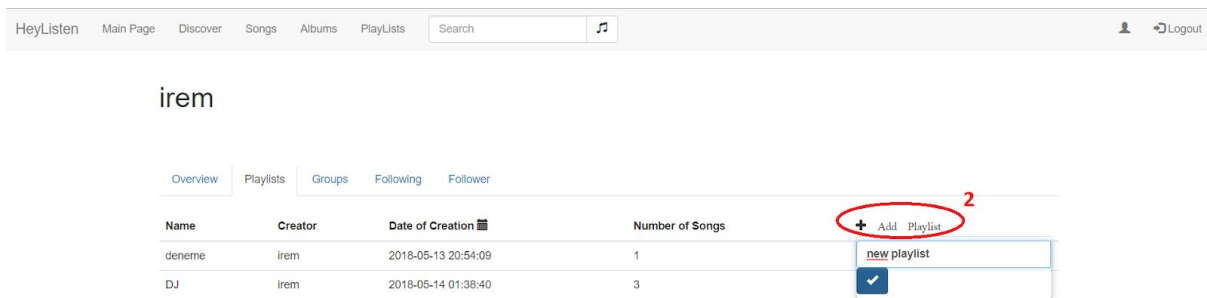 HeyListen Main Page Discover Songs Albums PlayLists Search Logout
irem
Overview Playlists Groups Following Follower
2
Name Creator Date of Creation Number of Songs Add Playlist
new playlist
deneme irem 2018-05-13 20:54:09 1
DJ irem 2018-05-14 01:38:40 3